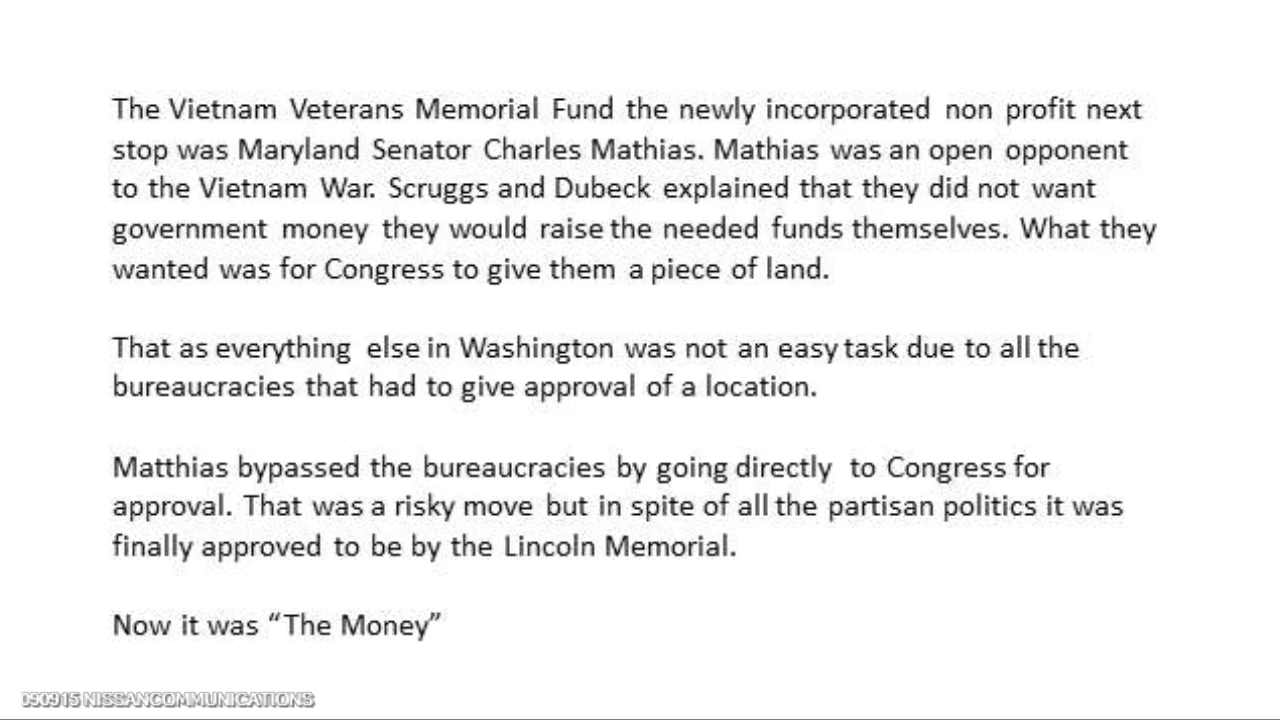 The Vietnam Veterans Memorial Fund the newly incorporated non profit next
stop was Maryland Senator Charles Mathias. Mathias was an open opponent
to the Vietnam War. Scruggs and Dubeck explained that they did not want
government money they would raise the needed funds themselves. What they
wanted was for Congress to give them a piece of land.
That as everything else in Washington was not an easy task due to all the
bureaucracies that had to give approval of a location.
Matthias bypassed the bureaucracies by going directly to Congress for
approval. That was a risky move but in spite of all the partisan politics it was
finally approved to be by the Lincoln Memorial.
Now it was “The Money”
090915 NISSANCOMMUNICATIONS